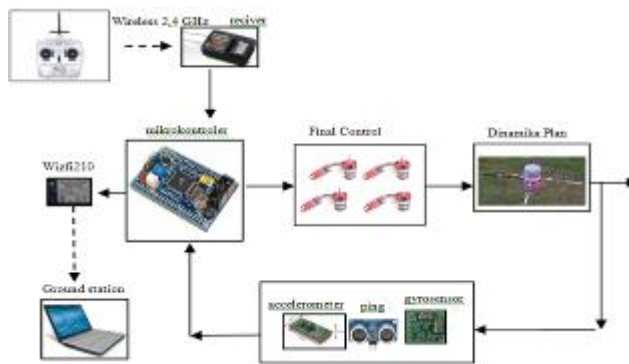 Wireless 2,4 GHz
reciver
mikrokontroler
Final Control
Dinamika Plan
Wizfi210
Ground station
accelerometer
ping
gyrosensor